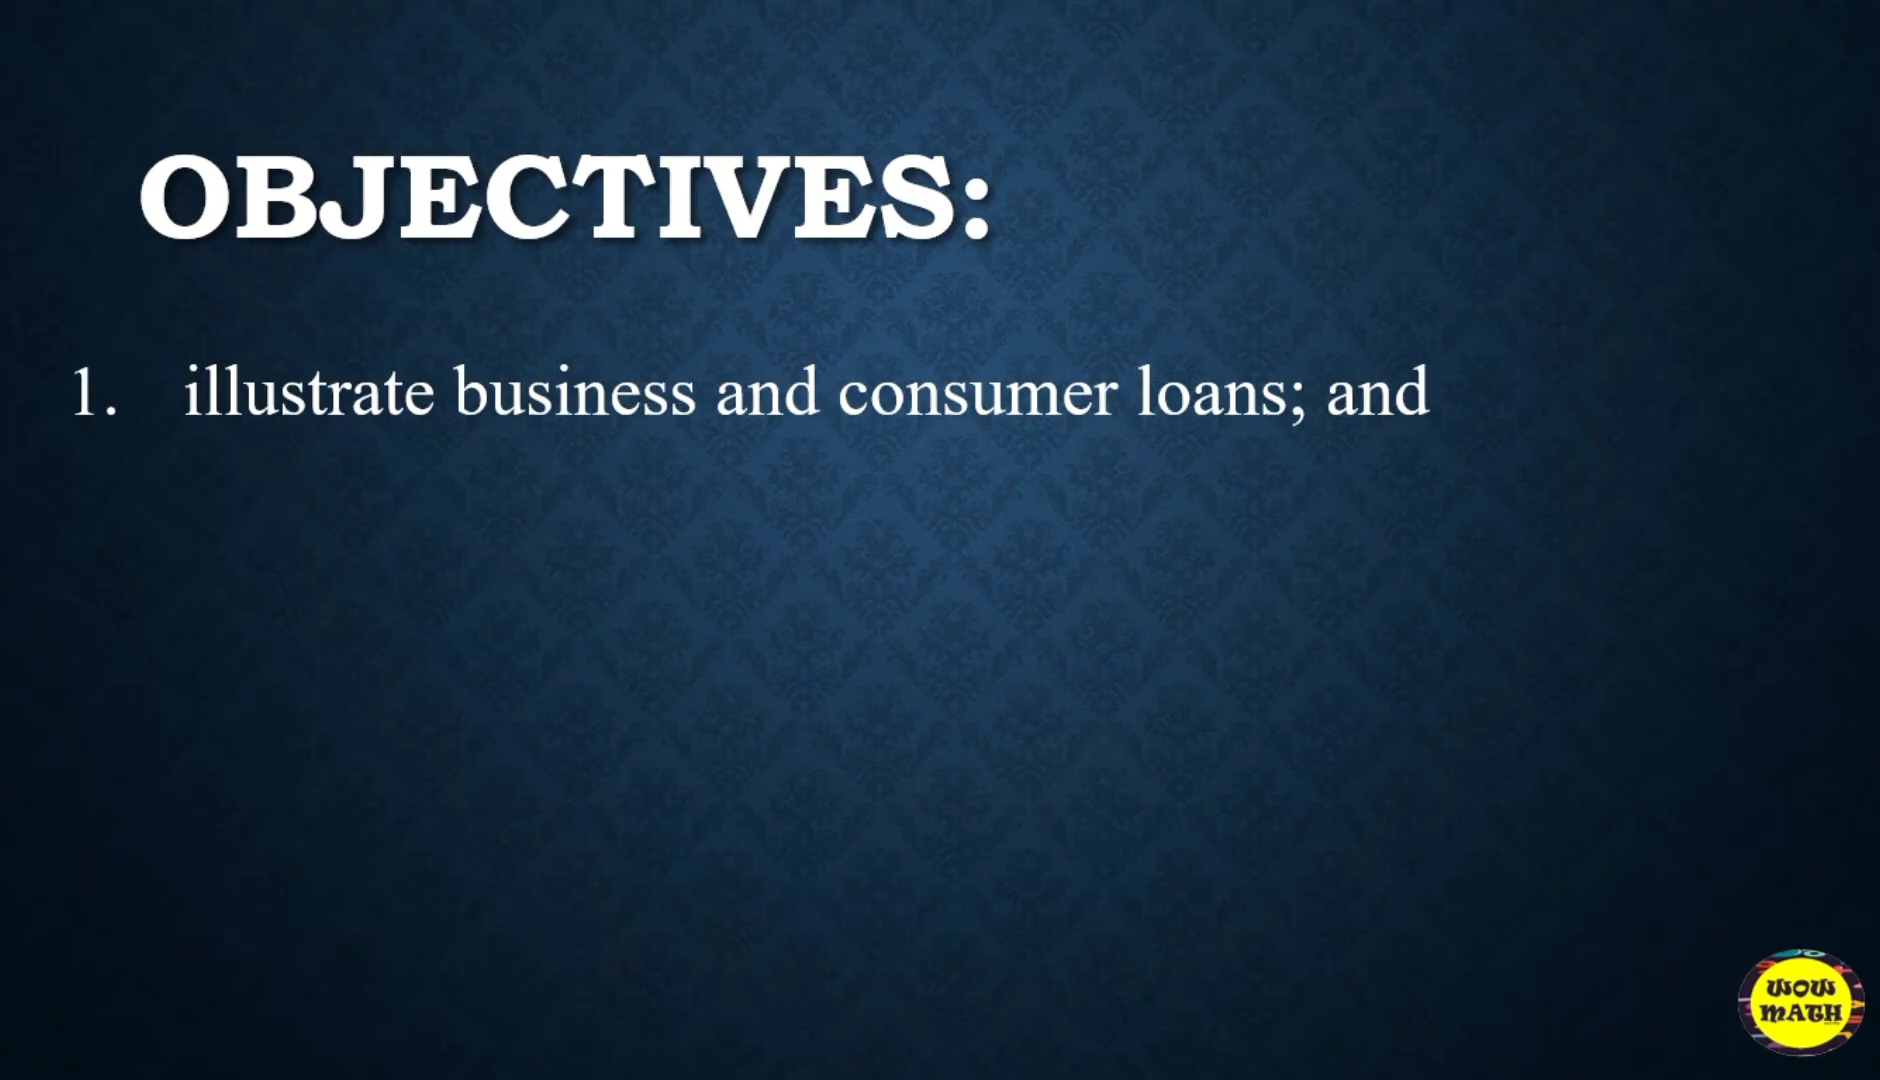 OBJECTIVES:
1. illustrate business and consumer loans; and
WOW
MATH